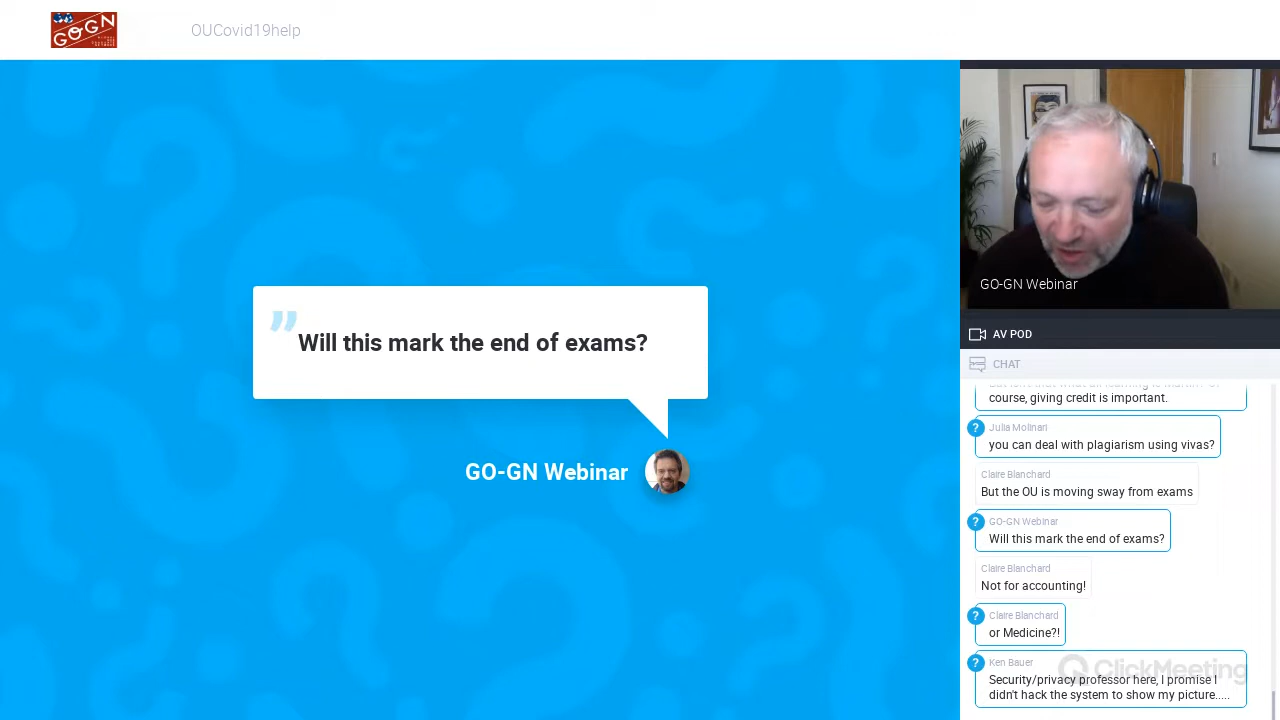 GO-GN
OUCovid19help
Will this mark the end of exams?
GO-GN Webinar
GO-GN Webinar
AV POD
CHAT
course, giving credit is important.
Julia Molinari
you can deal with plagiarism using vivas?
Claire Blanchard
But the OU is moving sway from exams
GO-GN Webinar
Will this mark the end of exams?
Claire Blanchard
Not for accounting!
Claire Blanchard
or Medicine?!
Ken Bauer
Security/privacy professor here, I promise I
didn't hack the system to show my picture.....
ClickMeeting